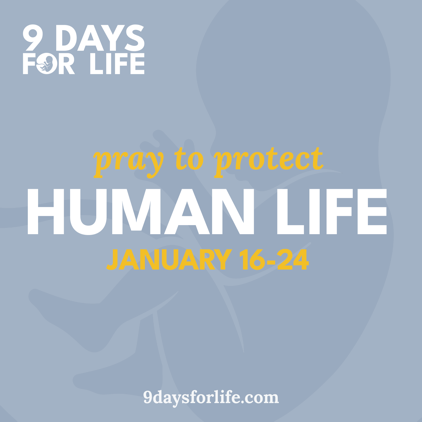 9 DAYS
FOR LIFE
pray to protect
HUMAN LIFE
JANUARY 16-24
9daysforlife.com